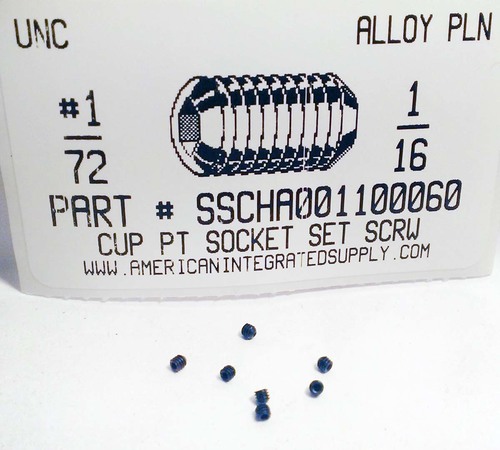 UNC ALLOY PLN
#1
72
1
16
PART # SSCHA001100060
CUP PT SOCKET SET SCRW
WWW.AMERICANINTEGRATEDSUPPLY.COM